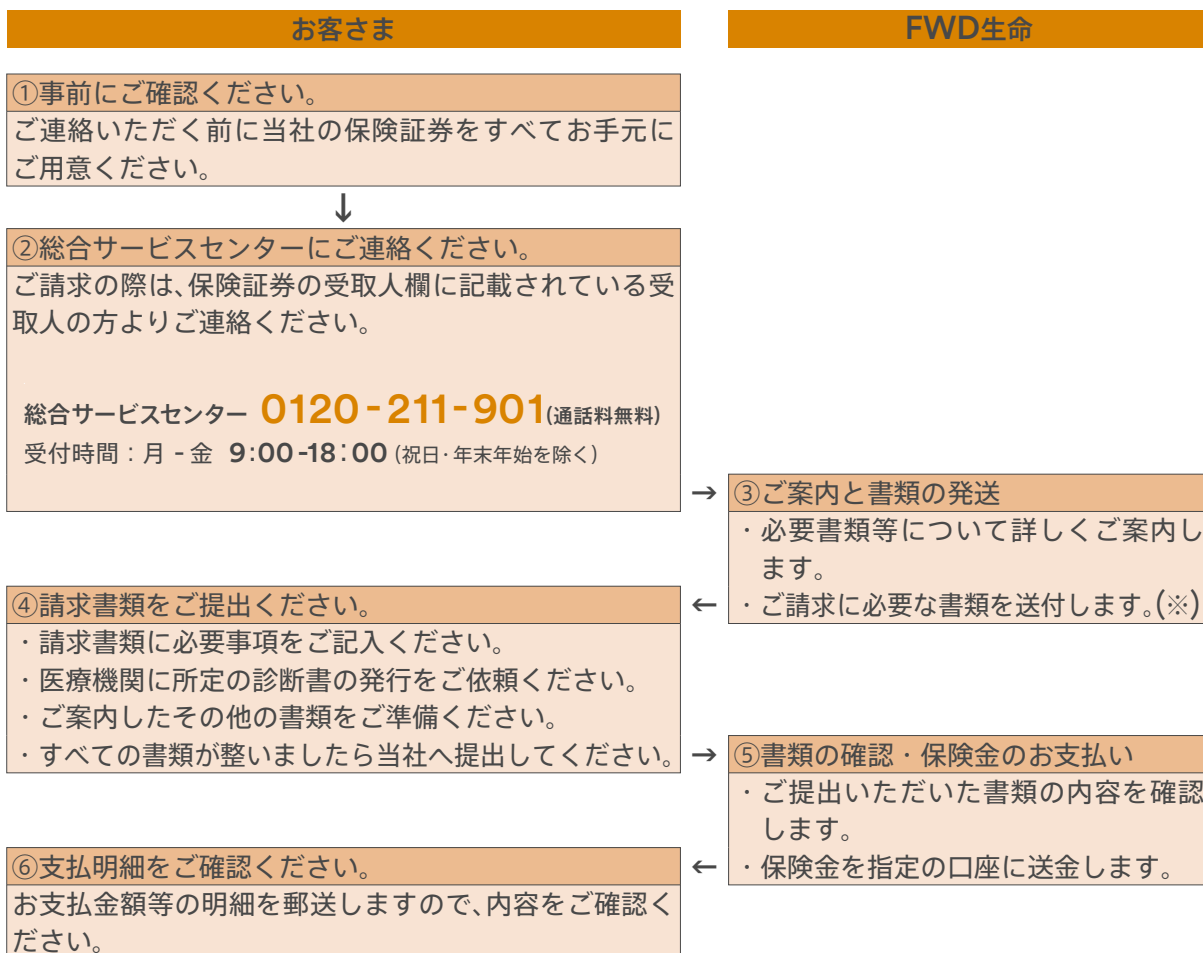 お客さま
FWD生命
①事前にご確認ください。
ご連絡いただく前に当社の保険証券をすべてお手元に
ご用意ください。
↓
②総合サービスセンターにご連絡ください。
ご請求の際は、保険証券の受取人欄に記載されている受
取人の方よりご連絡ください。
総合サービスセンター 0120-211-901(通話料無料)
受付時間：月-金 9:00-18:00(祝日・年末年始を除く)
→
③ご案内と書類の発送
・必要書類等について詳しくご案内し
ます。
・ご請求に必要な書類を送付します。(※)
←
④請求書類をご提出ください。
・請求書類に必要事項をご記入ください。
・医療機関に所定の診断書の発行をご依頼ください。
・ご案内したその他の書類をご準備ください。
・すべての書類が整いましたら当社へ提出してください。
→
⑤書類の確認・保険金のお支払い
・ご提出いただいた書類の内容を確認
します。
・保険金を指定の口座に送金します。
←
⑥支払明細をご確認ください。
お支払金額等の明細を郵送しますので、内容をご確認く
ださい。